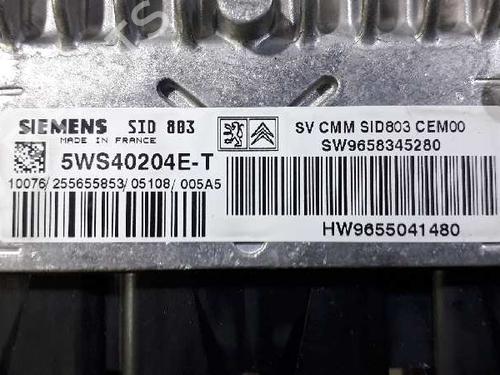 SIEMENS SID 803
MADE IN FRANCE
5WS40204E-T
10076/255655853/05108/005A5
SV CMM SID803 CEM00
SW9658345280
HW9655041480